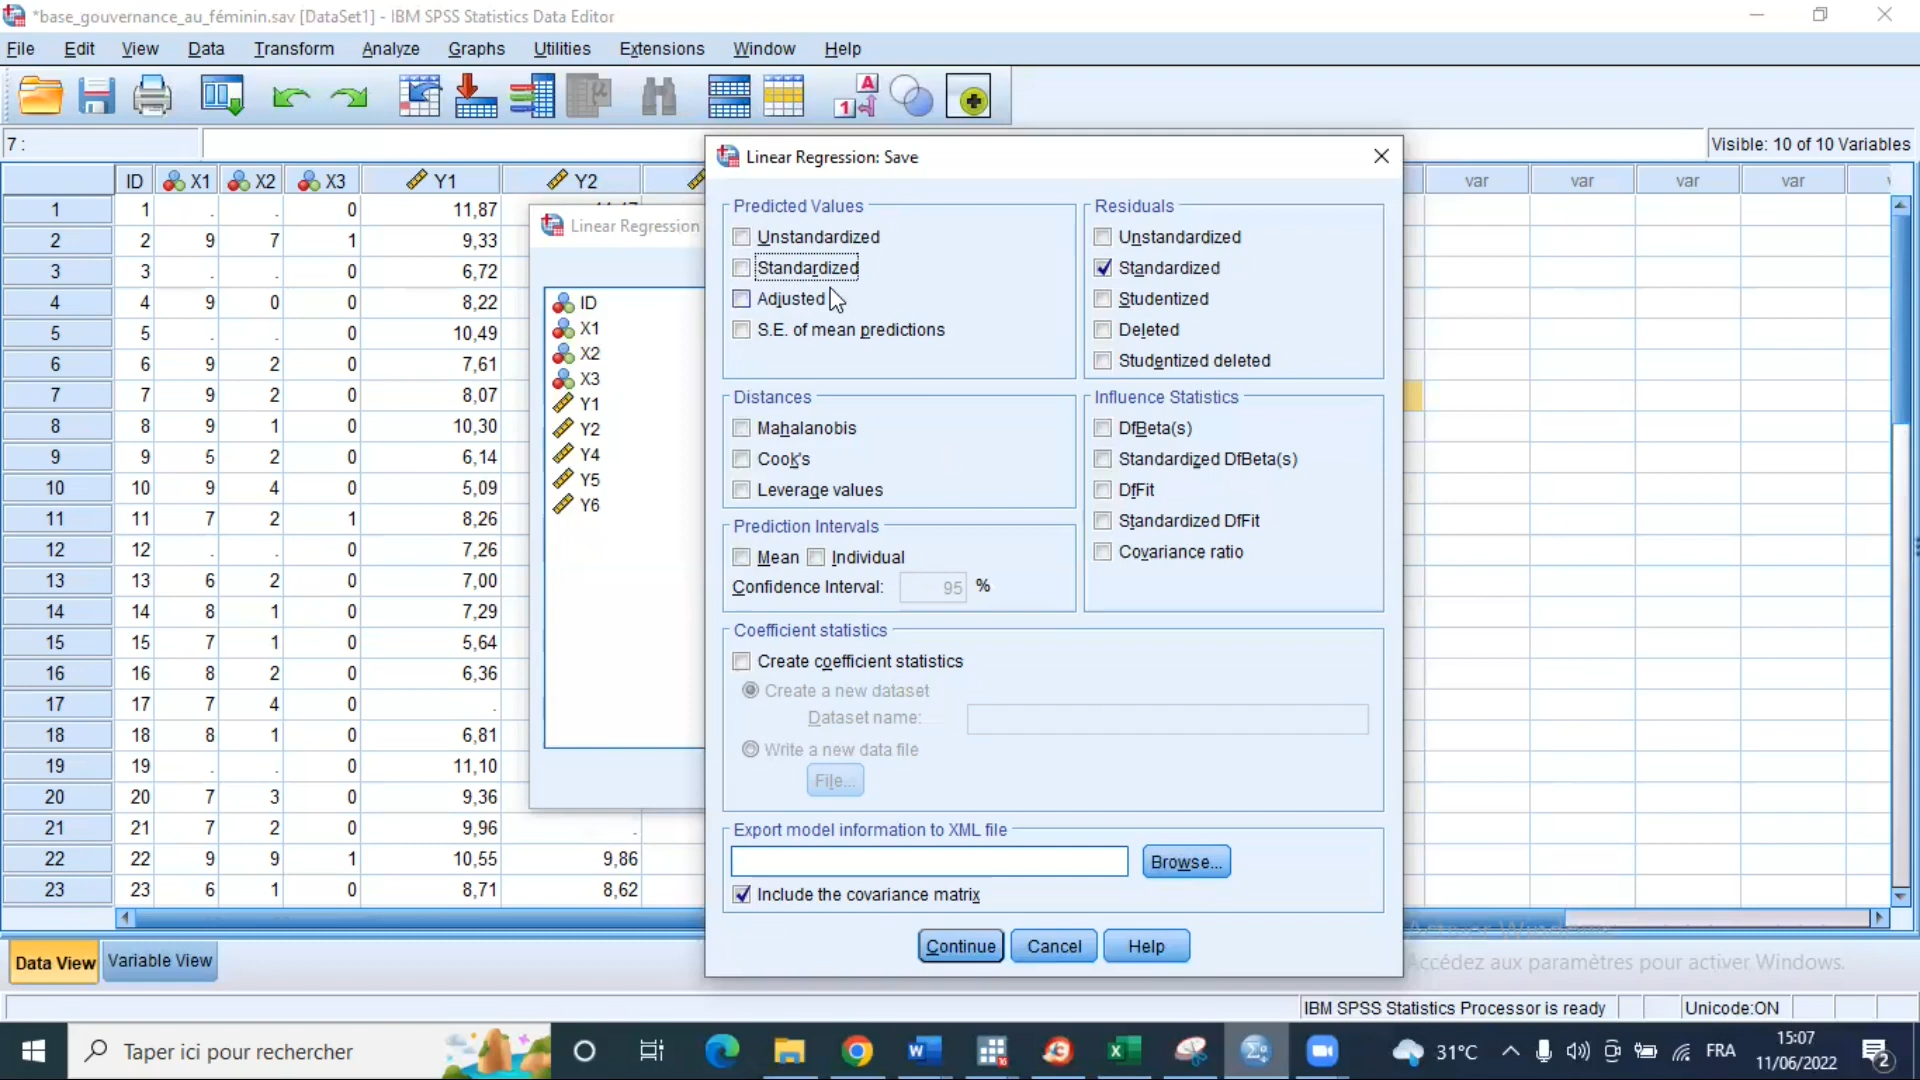 *base_gouvernance_au_féminin.sav [DataSet1] - IBM SPSS Statistics Data Editor
File Edit View Data Transform Analyze Graphs Utilities Extensions Window Help
7 :
Visible: 10 of 10 Variables
ID X1 X2 X3 Y1 Y2 var var var var
1 1 . . 0 11,87
2 2 9 7 1 9,33
3 3 . . 0 6,72
4 4 9 0 0 8,22
5 5 . . 0 10,49
6 6 9 2 0 7,61
7 7 9 2 0 8,07
8 8 9 1 0 10,30
9 9 5 2 0 6,14
10 10 9 4 0 5,09
11 11 7 2 1 8,26
12 12 . . 0 7,26
13 13 6 2 0 7,00
14 14 8 1 0 7,29
15 15 7 1 0 5,64
16 16 8 2 0 6,36
17 17 7 4 0 .
18 18 8 1 0 6,81
19 19 . . 0 11,10
20 20 7 3 0 9,36
21 21 7 2 0 9,96 .
22 22 9 9 1 10,55 9,86
23 23 6 1 0 8,71 8,62
Linear Regression
ID
X1
X2
X3
Y1
Y2
Y4
Y5
Y6
Linear Regression: Save
Predicted Values
Unstandardized
Standardized
Adjusted
S.E. of mean predictions
Residuals
Unstandardized
Standardized
Studentized
Deleted
Studentized deleted
Distances
Mahalanobis
Cook's
Leverage values
Influence Statistics
DfBeta(s)
Standardized DfBeta(s)
DfFit
Standardized DfFit
Covariance ratio
Prediction Intervals
Mean Individual
Confidence Interval: 95 %
Coefficient statistics
Create coefficient statistics
Create a new dataset
Dataset name:
Write a new data file
File...
Export model information to XML file
Browse...
Include the covariance matrix
Continue Cancel Help
Data View Variable View
Accédez aux paramètres pour activer Windows.
IBM SPSS Statistics Processor is ready Unicode:ON
Taper ici pour rechercher
31°C FRA 15:07
11/06/2022
2